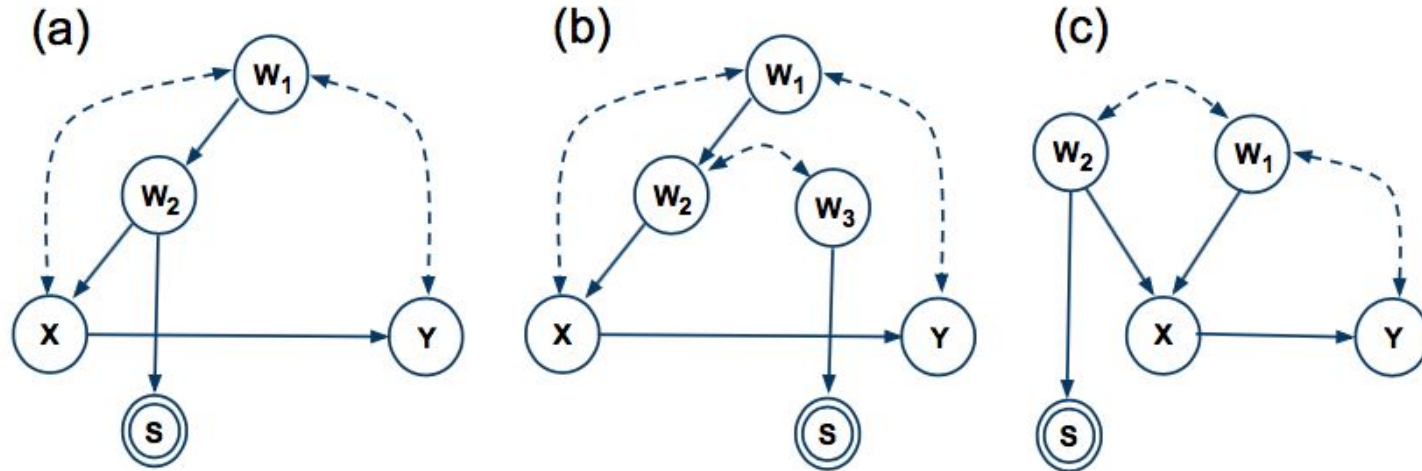 (a) (b) (c)
W₁ W₁
W₂ W₁
W₂ W₂ W₃
X Y X Y X Y
S S S